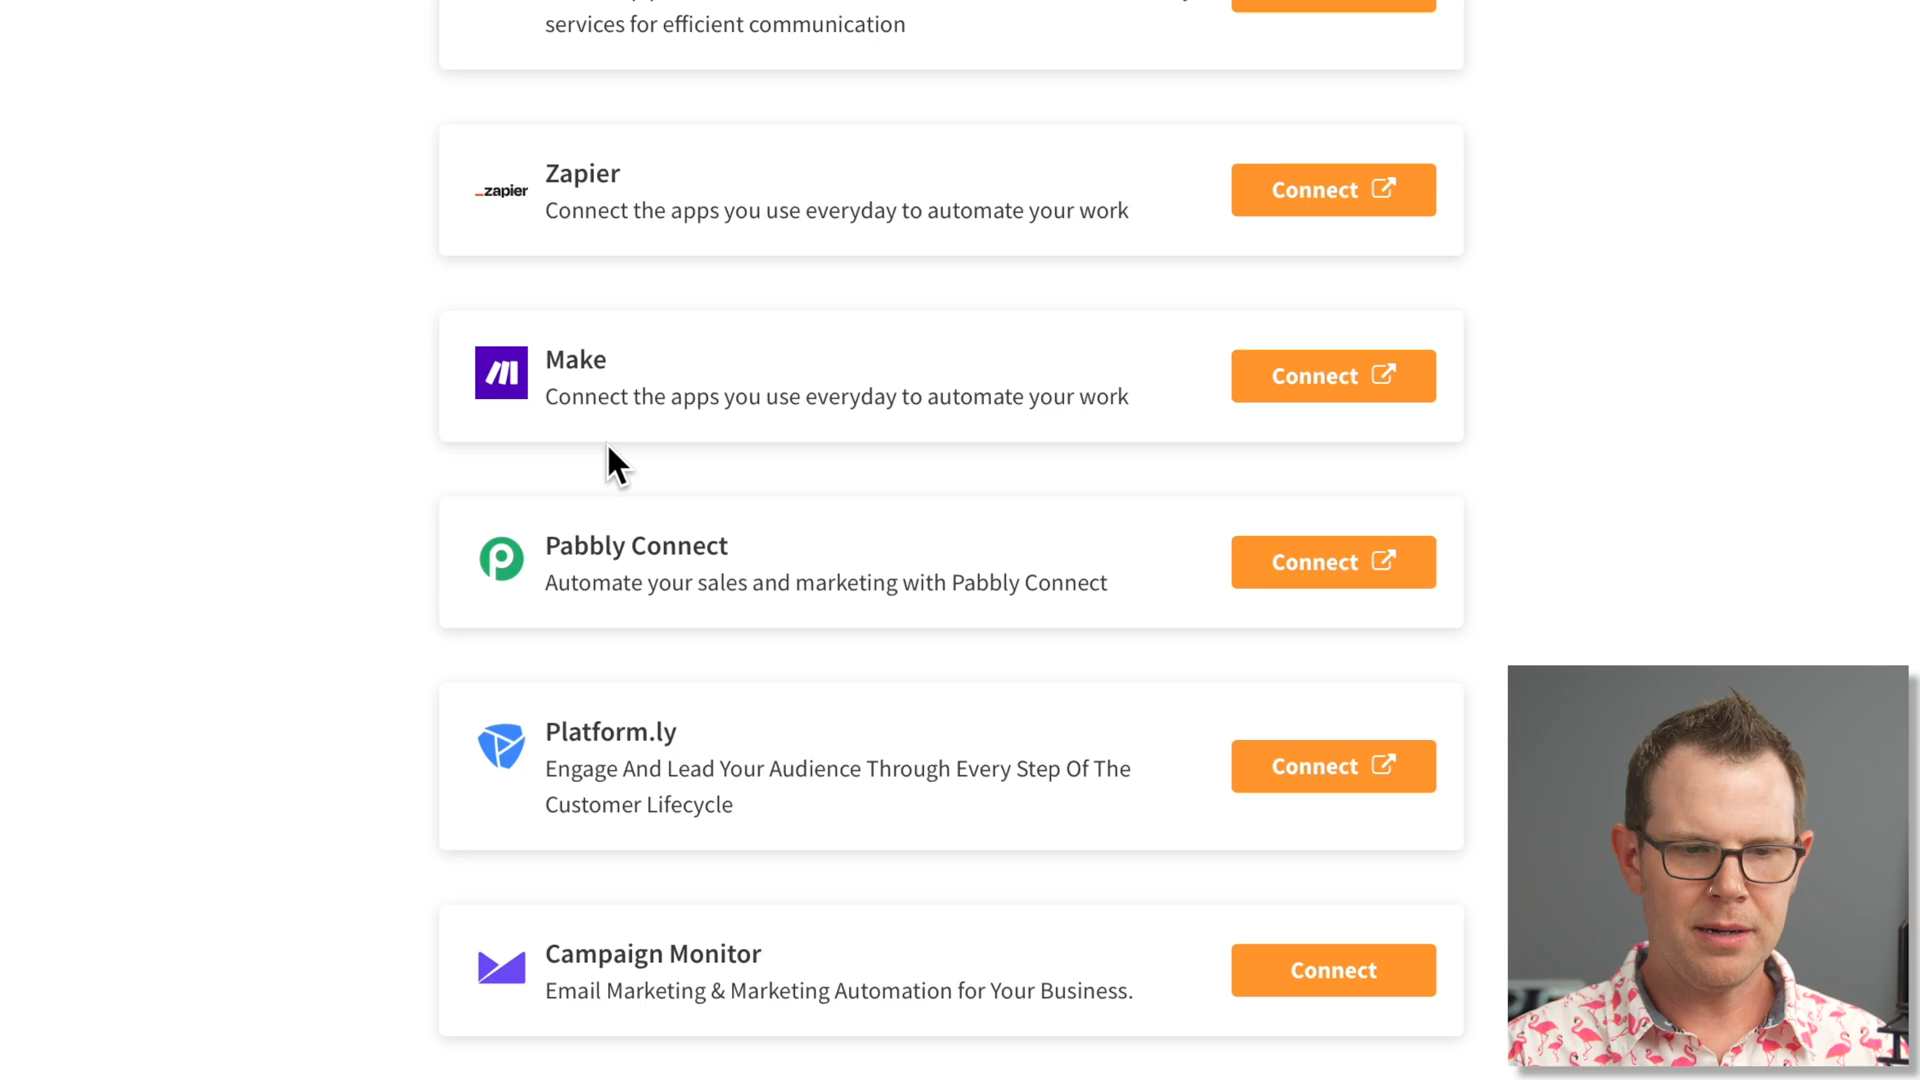 services for efficient communication
zapier
Zapier
Connect the apps you use everyday to automate your work
Connect
Make
Connect the apps you use everyday to automate your work
Connect
Pabbly Connect
Automate your sales and marketing with Pabbly Connect
Connect
Platform.ly
Engage And Lead Your Audience Through Every Step Of The
Customer Lifecycle
Connect
Campaign Monitor
Email Marketing & Marketing Automation for Your Business.
Connect